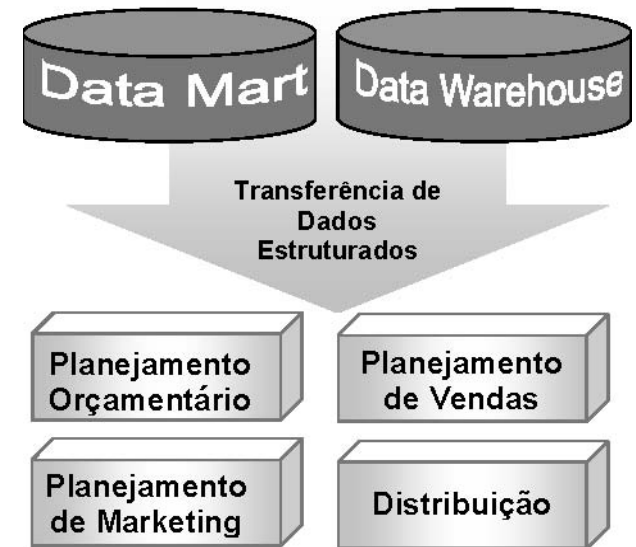 Data Mart
Data Warehouse
Transferência de
Dados
Estruturados
Planejamento
Orçamentário
Planejamento
de Vendas
Planejamento
de Marketing
Distribuição